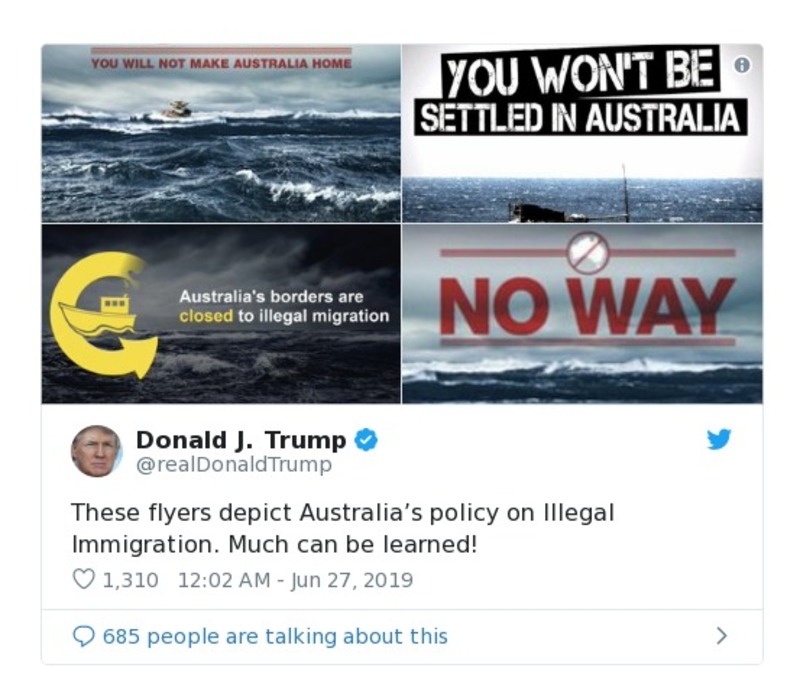 YOU WILL NOT MAKE AUSTRALIA HOME
YOU WON'T BE
SETTLED IN AUSTRALIA
Australia's borders are
closed to illegal migration
NO WAY
Donald J. Trump
@realDonaldTrump
These flyers depict Australia’s policy on Illegal
Immigration. Much can be learned!
1,310 12:02 AM - Jun 27, 2019
685 people are talking about this